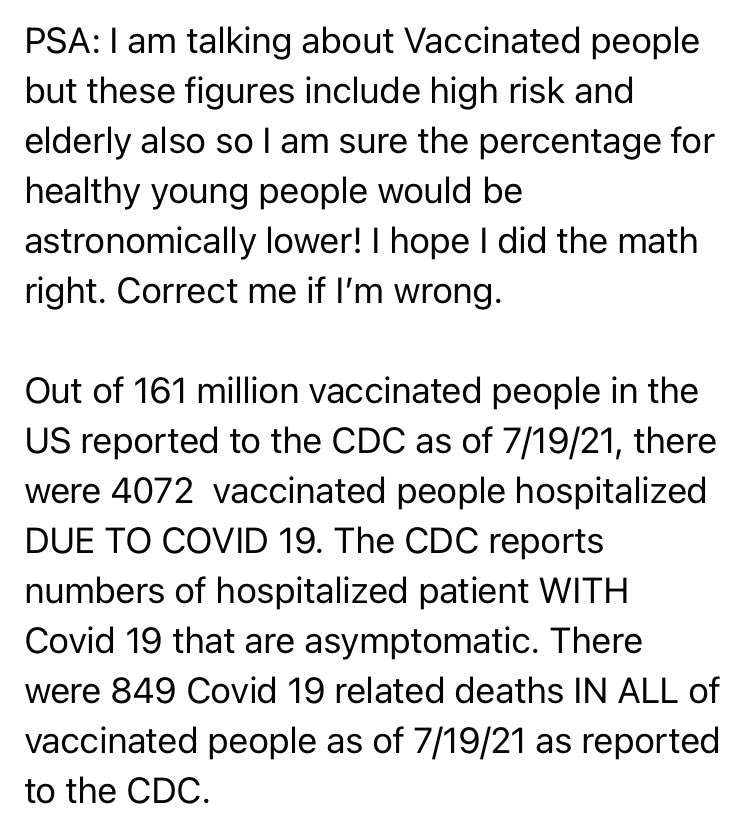 PSA: I am talking about Vaccinated people
but these figures include high risk and
elderly also so I am sure the percentage for
healthy young people would be
astronomically lower! I hope I did the math
right. Correct me if I’m wrong.

Out of 161 million vaccinated people in the
US reported to the CDC as of 7/19/21, there
were 4072  vaccinated people hospitalized
DUE TO COVID 19. The CDC reports
numbers of hospitalized patient WITH
Covid 19 that are asymptomatic. There
were 849 Covid 19 related deaths IN ALL of
vaccinated people as of 7/19/21 as reported
to the CDC.